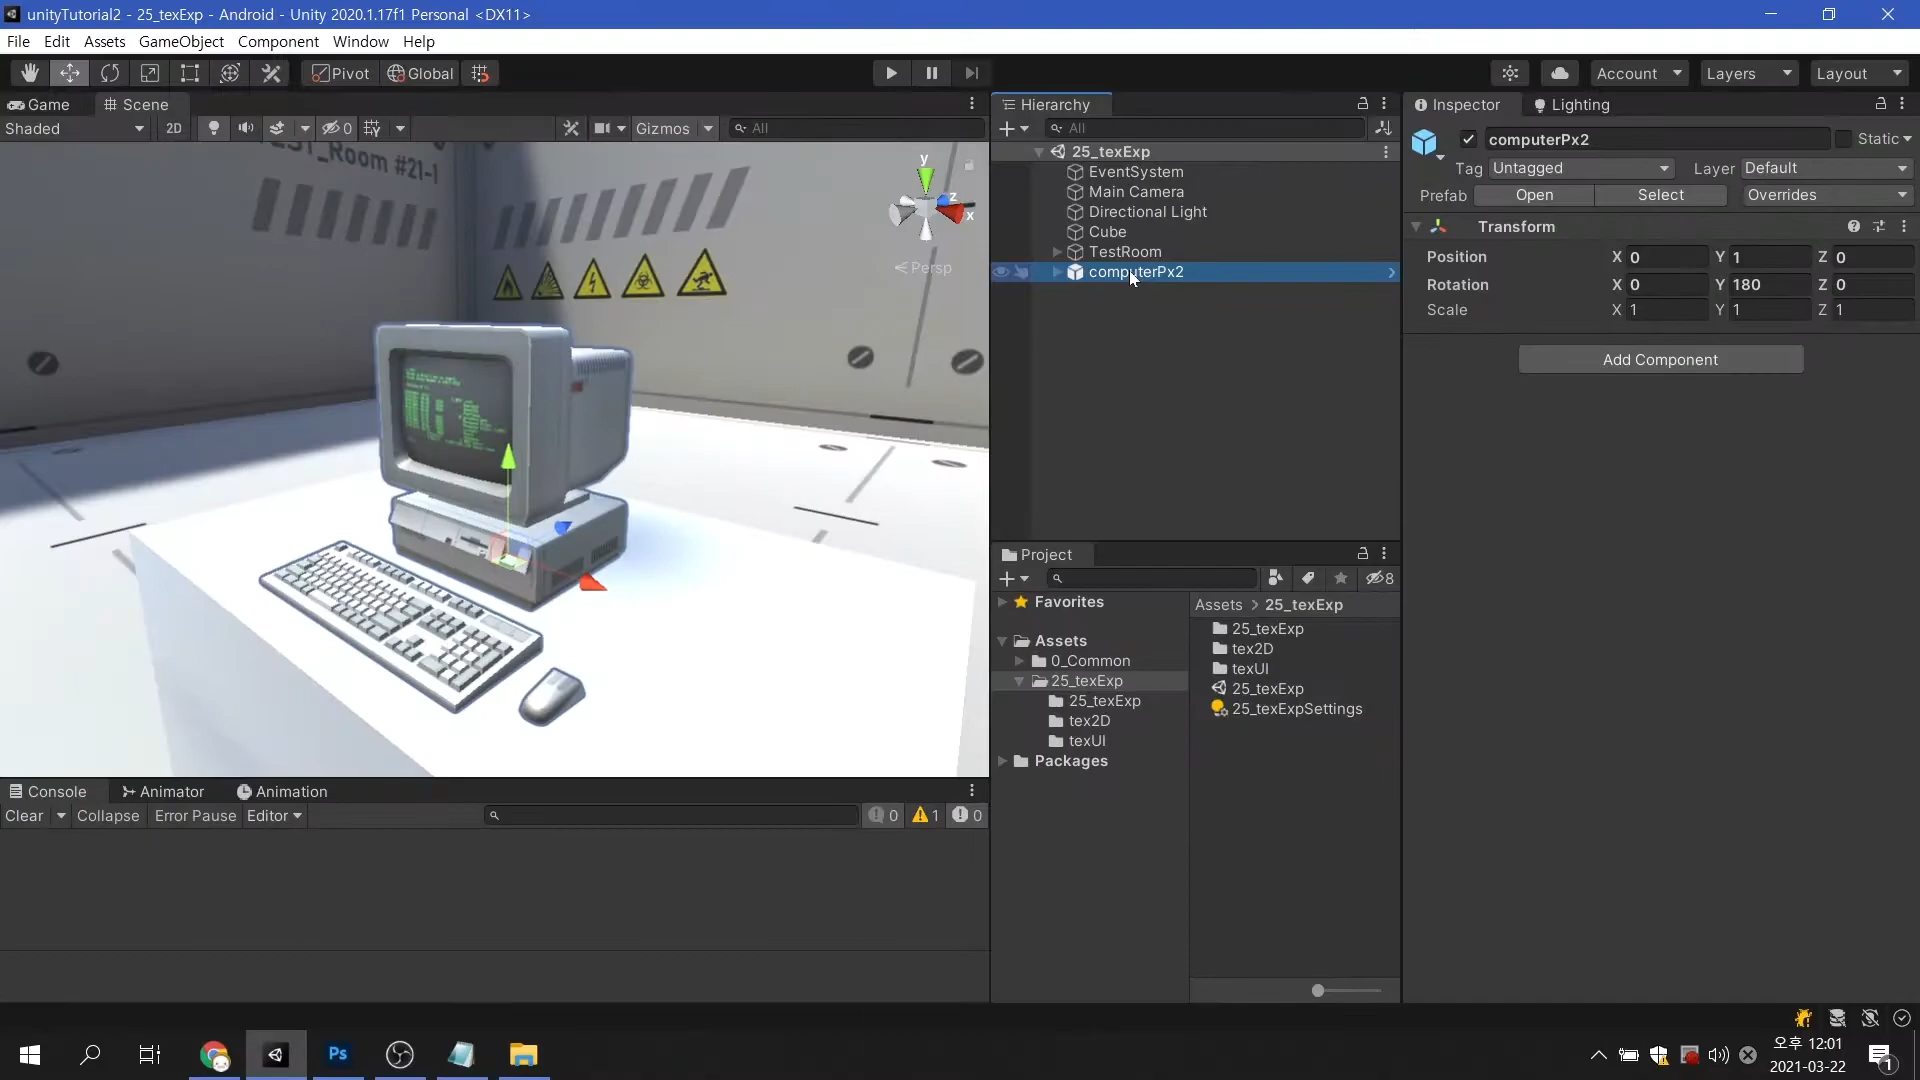 unityTutorial2 - 25_texExp - Android - Unity 2020.1.17f1 Personal <DX11>
File Edit Assets GameObject Component Window Help
Pivot Global
Account Layers Layout
Game Scene
Shaded 2D 0 Gizmos All
_Room #21-1
y
z
x
Persp
Hierarchy
All
25_texExp
EventSystem
Main Camera
Directional Light
Cube
TestRoom
computerPx2
Project
8
Favorites
Assets
0_Common
25_texExp
25_texExp
tex2D
texUI
Packages
Assets > 25_texExp
25_texExp
tex2D
texUI
25_texExp
25_texExpSettings
Inspector Lighting
computerPx2 Static
Tag Untagged Layer Default
Prefab Open Select Overrides
Transform
Position X 0 Y 1 Z 0
Rotation X 0 Y 180 Z 0
Scale X 1 Y 1 Z 1
Add Component
Console Animator Animation
Clear Collapse Error Pause Editor 0 1 0
Ps
오후 12:01
2021-03-22
1